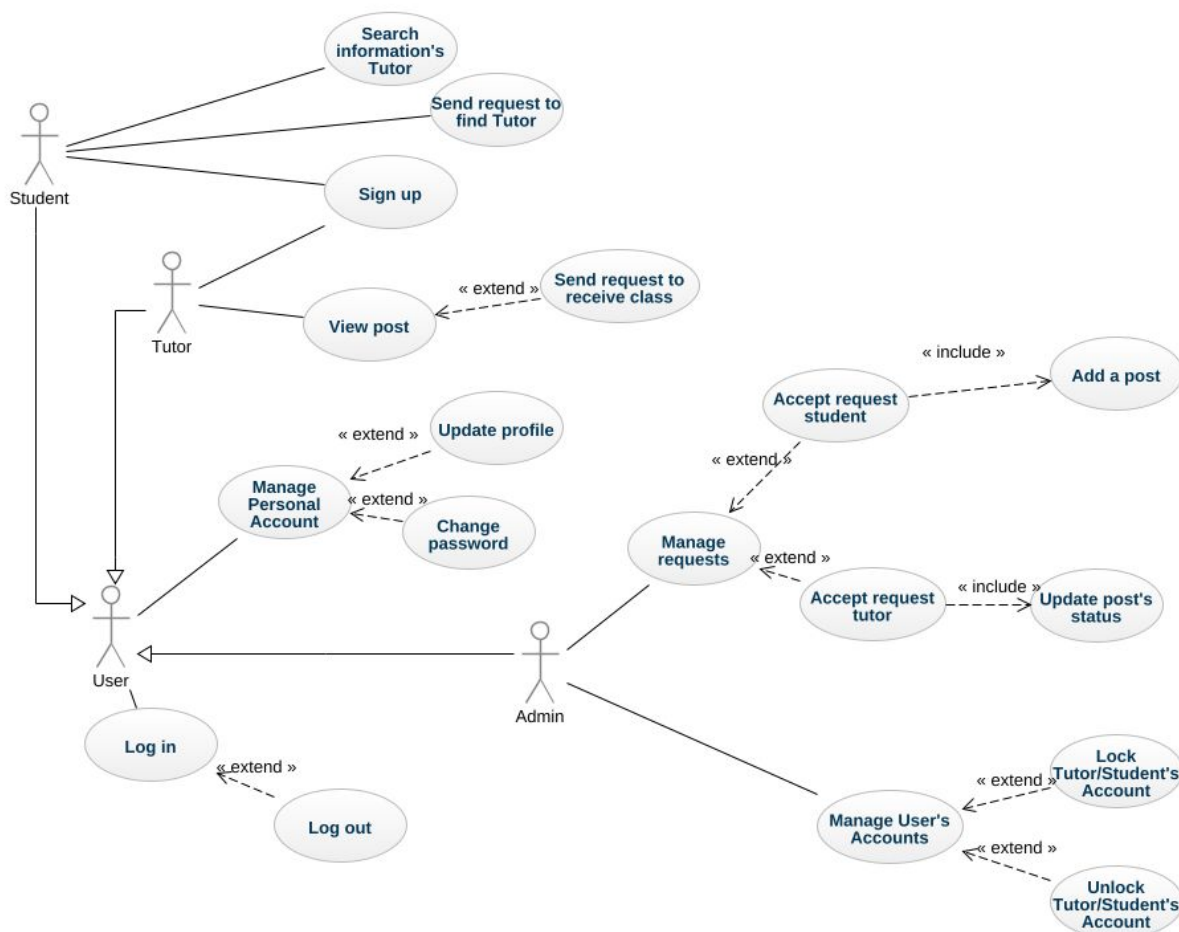 Search
information's
Tutor
Send request to
find Tutor
Student
Sign up
Tutor
View post
« extend »
Send request to
receive class
« include »
Add a post
Accept request
student
« extend »
Update profile
« extend »
Manage
Personal
Account
« extend »
Change
password
Manage
requests
« extend »
Accept request
tutor
« include »
Update post's
status
User
Admin
Log in
« extend »
Log out
Manage User's
Accounts
« extend »
Lock
Tutor/Student's
Account
« extend »
Unlock
Tutor/Student's
Account